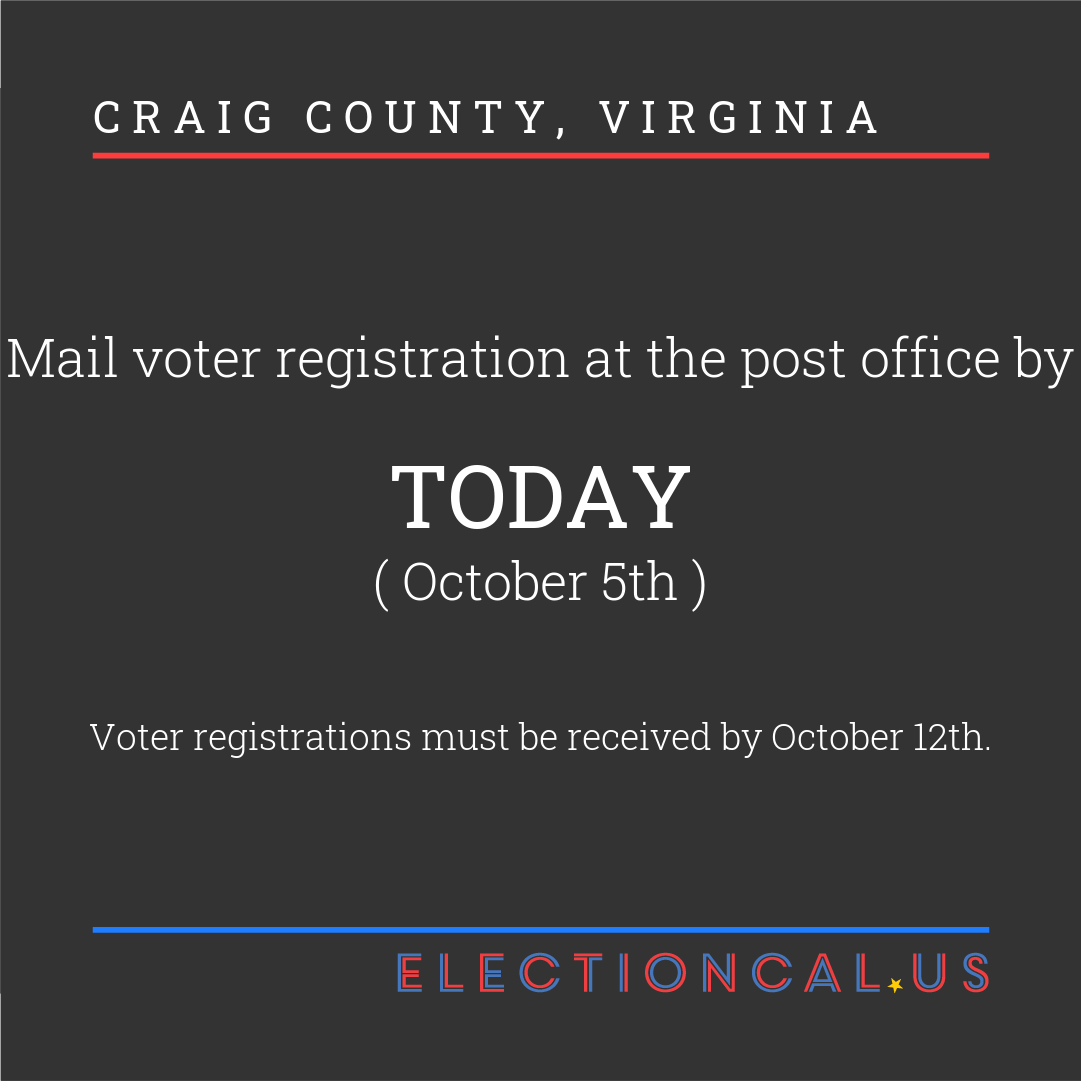 CRAIG COUNTY, VIRGINIA
Mail voter registration at the post office by
TODAY
( October 5th )
Voter registrations must be received by October 12th.
ELECTIONCAL.US